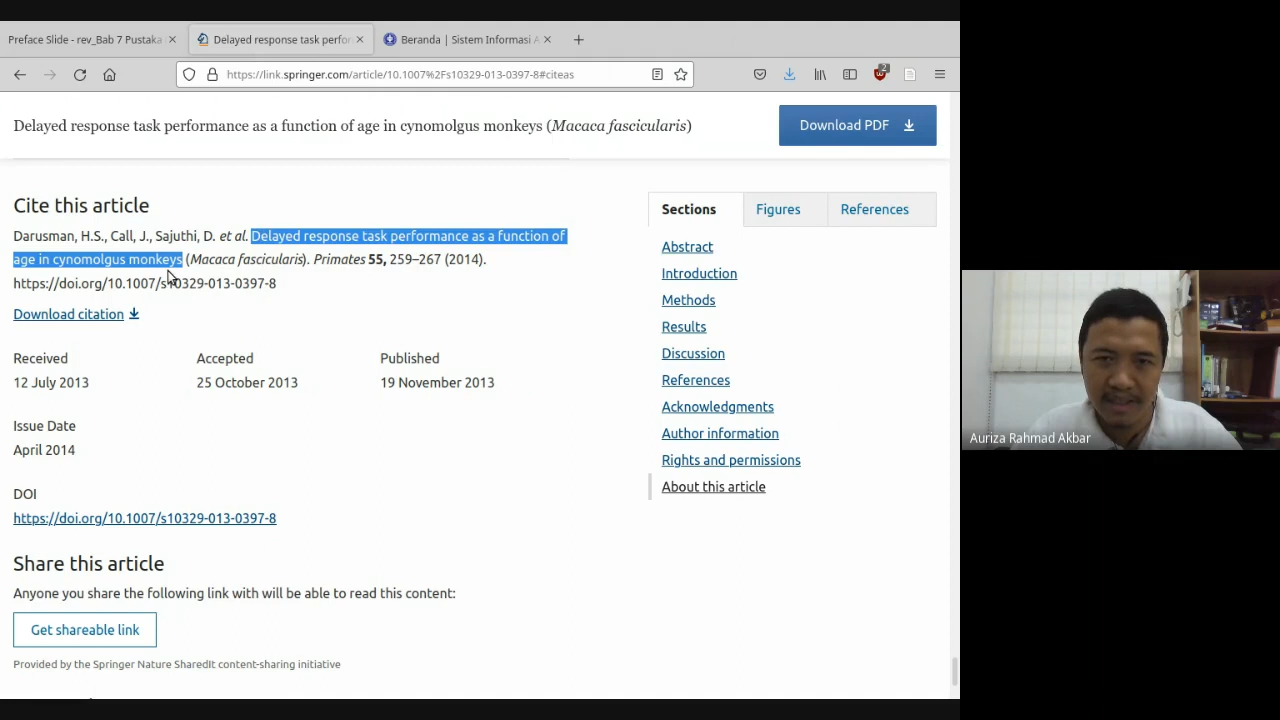 Preface Slide - rev_Bab 7 Pustaka
Delayed response task perfor
Beranda | Sistem Informasi A
https://link.springer.com/article/10.1007%2Fs10329-013-0397-8#citeas
2
Delayed response task performance as a function of age in cynomolgus monkeys (Macaca fascicularis)
Download PDF
Cite this article
Darusman, H.S., Call, J., Sajuthi, D. et al. Delayed response task performance as a function of
age in cynomolgus monkeys (Macaca fascicularis). Primates 55, 259–267 (2014).
https://doi.org/10.1007/s10329-013-0397-8
Download citation
Received
Accepted
Published
12 July 2013
25 October 2013
19 November 2013
Issue Date
April 2014
DOI
https://doi.org/10.1007/s10329-013-0397-8
Share this article
Anyone you share the following link with will be able to read this content:
Get shareable link
Provided by the Springer Nature SharedIt content-sharing initiative
Sections
Figures
References
Abstract
Introduction
Methods
Results
Discussion
References
Acknowledgments
Author information
Rights and permissions
About this article
Auriza Rahmad Akbar